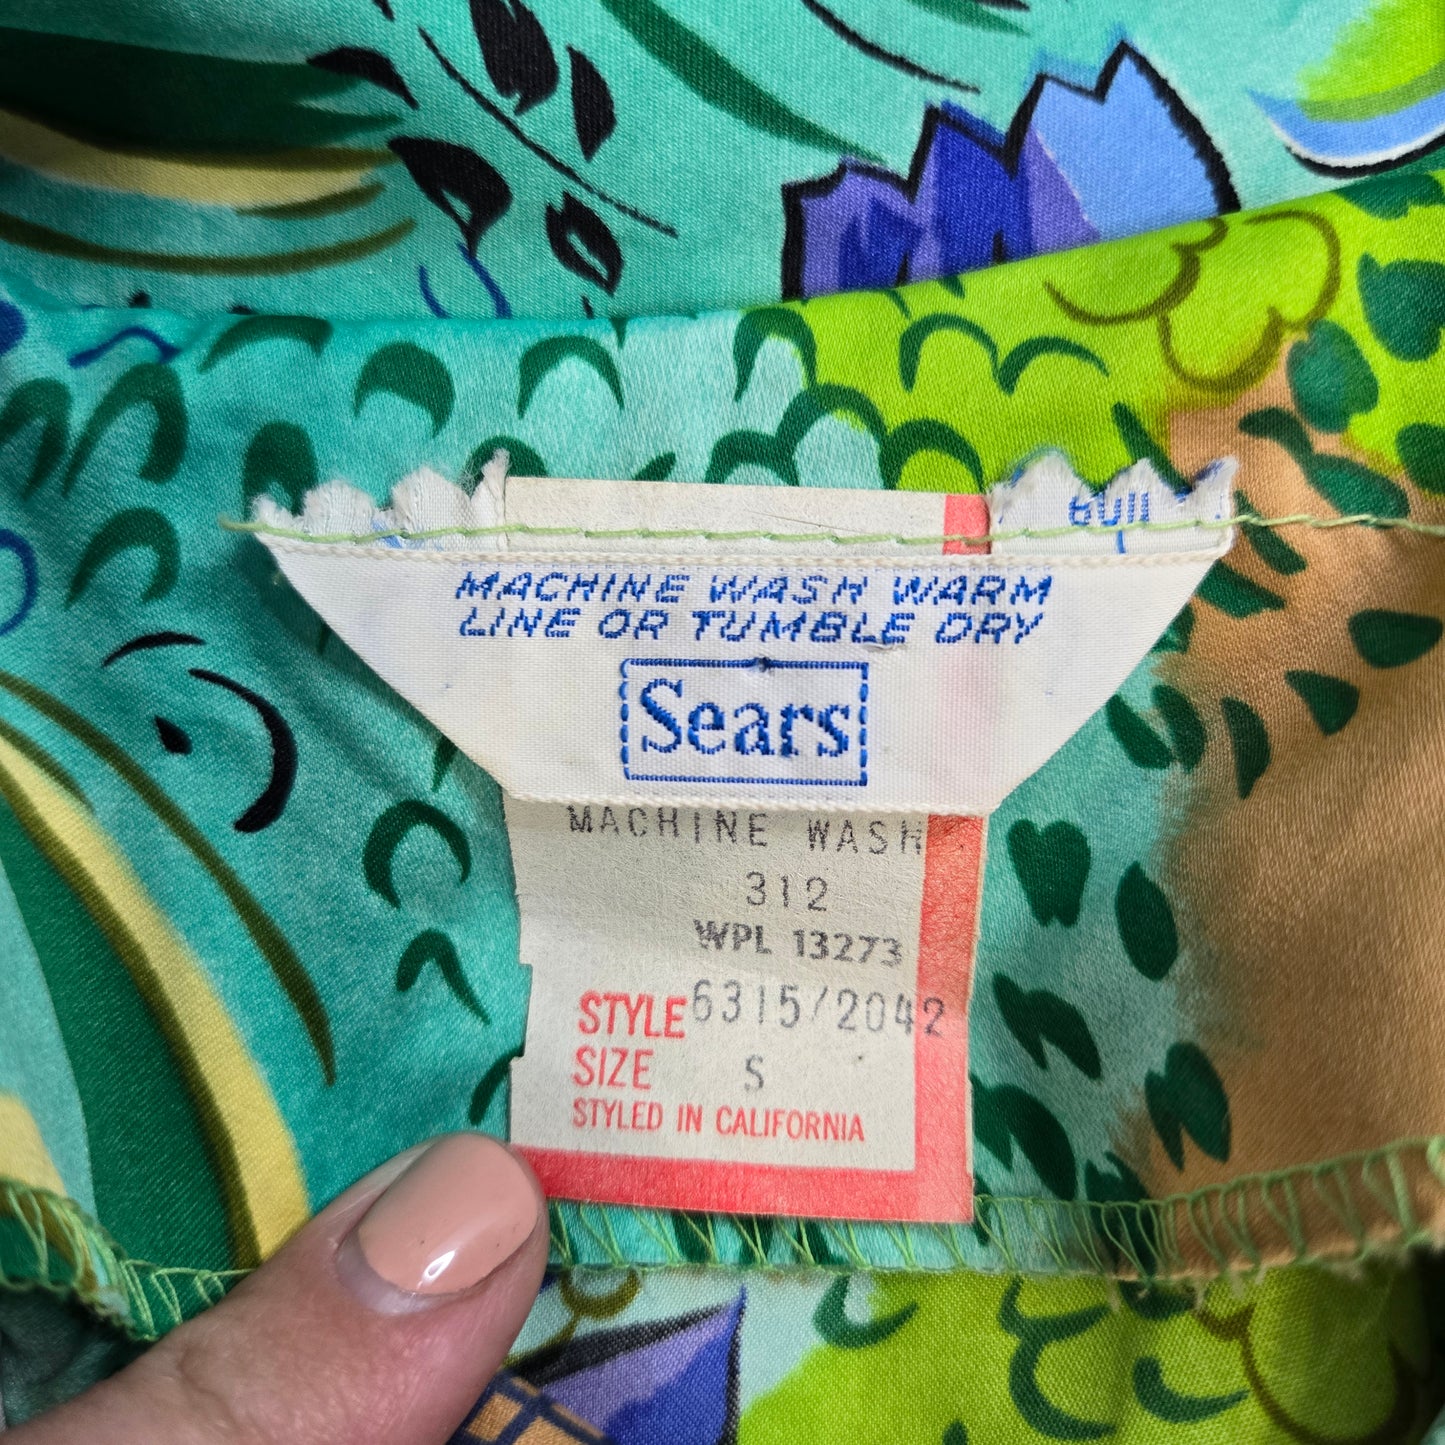 MACHINE WASH WARM
LINE OR TUMBLE DRY
Sears
MACHINE WASH
312
WPL 13273
STYLE 6315/2042
SIZE S
STYLED IN CALIFORNIA